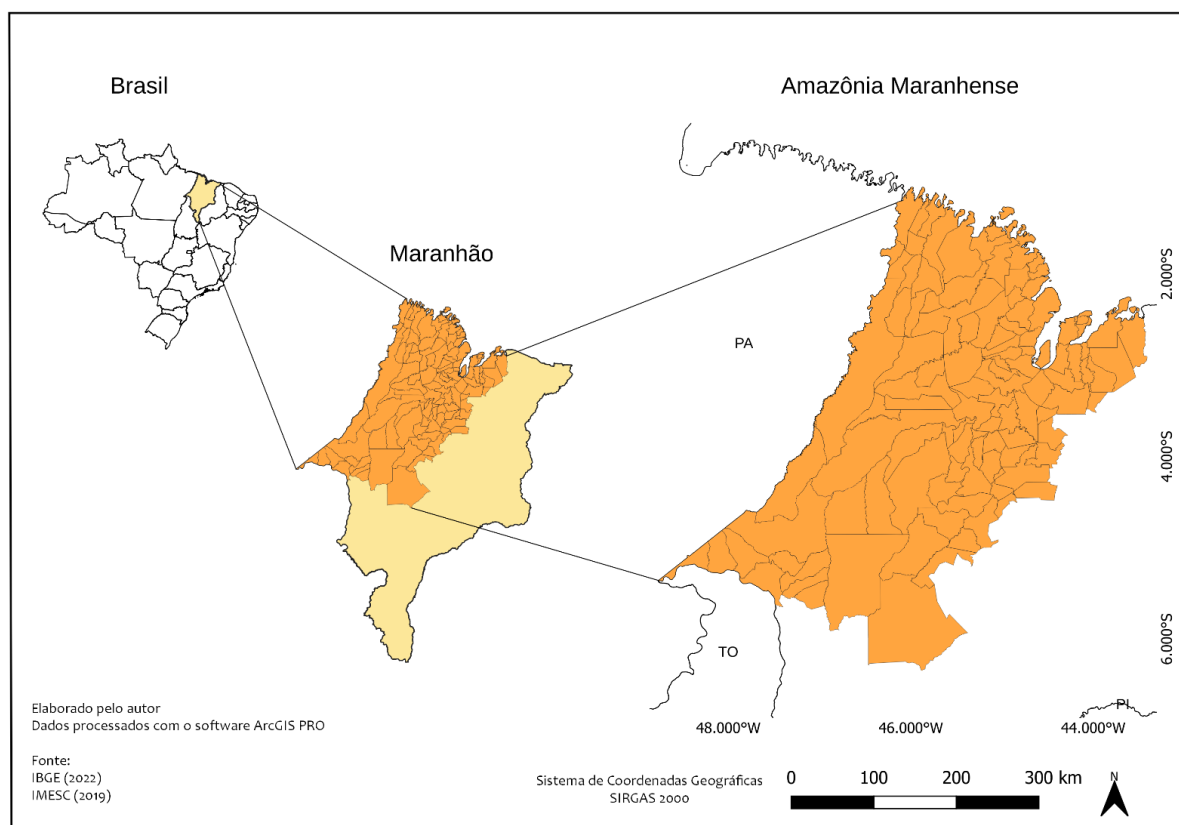 Brasil
Amazônia Maranhense
Maranhão
PA
TO
PI
2.000°S
4.000°S
6.000°S
48.000°W
46.000°W
44.000°W
Elaborado pelo autor
Dados processados com o software ArcGIS PRO
Fonte:
IBGE (2022)
IMESC (2019)
Sistema de Coordenadas Geográficas
SIRGAS 2000
0 100 200 300 km
N